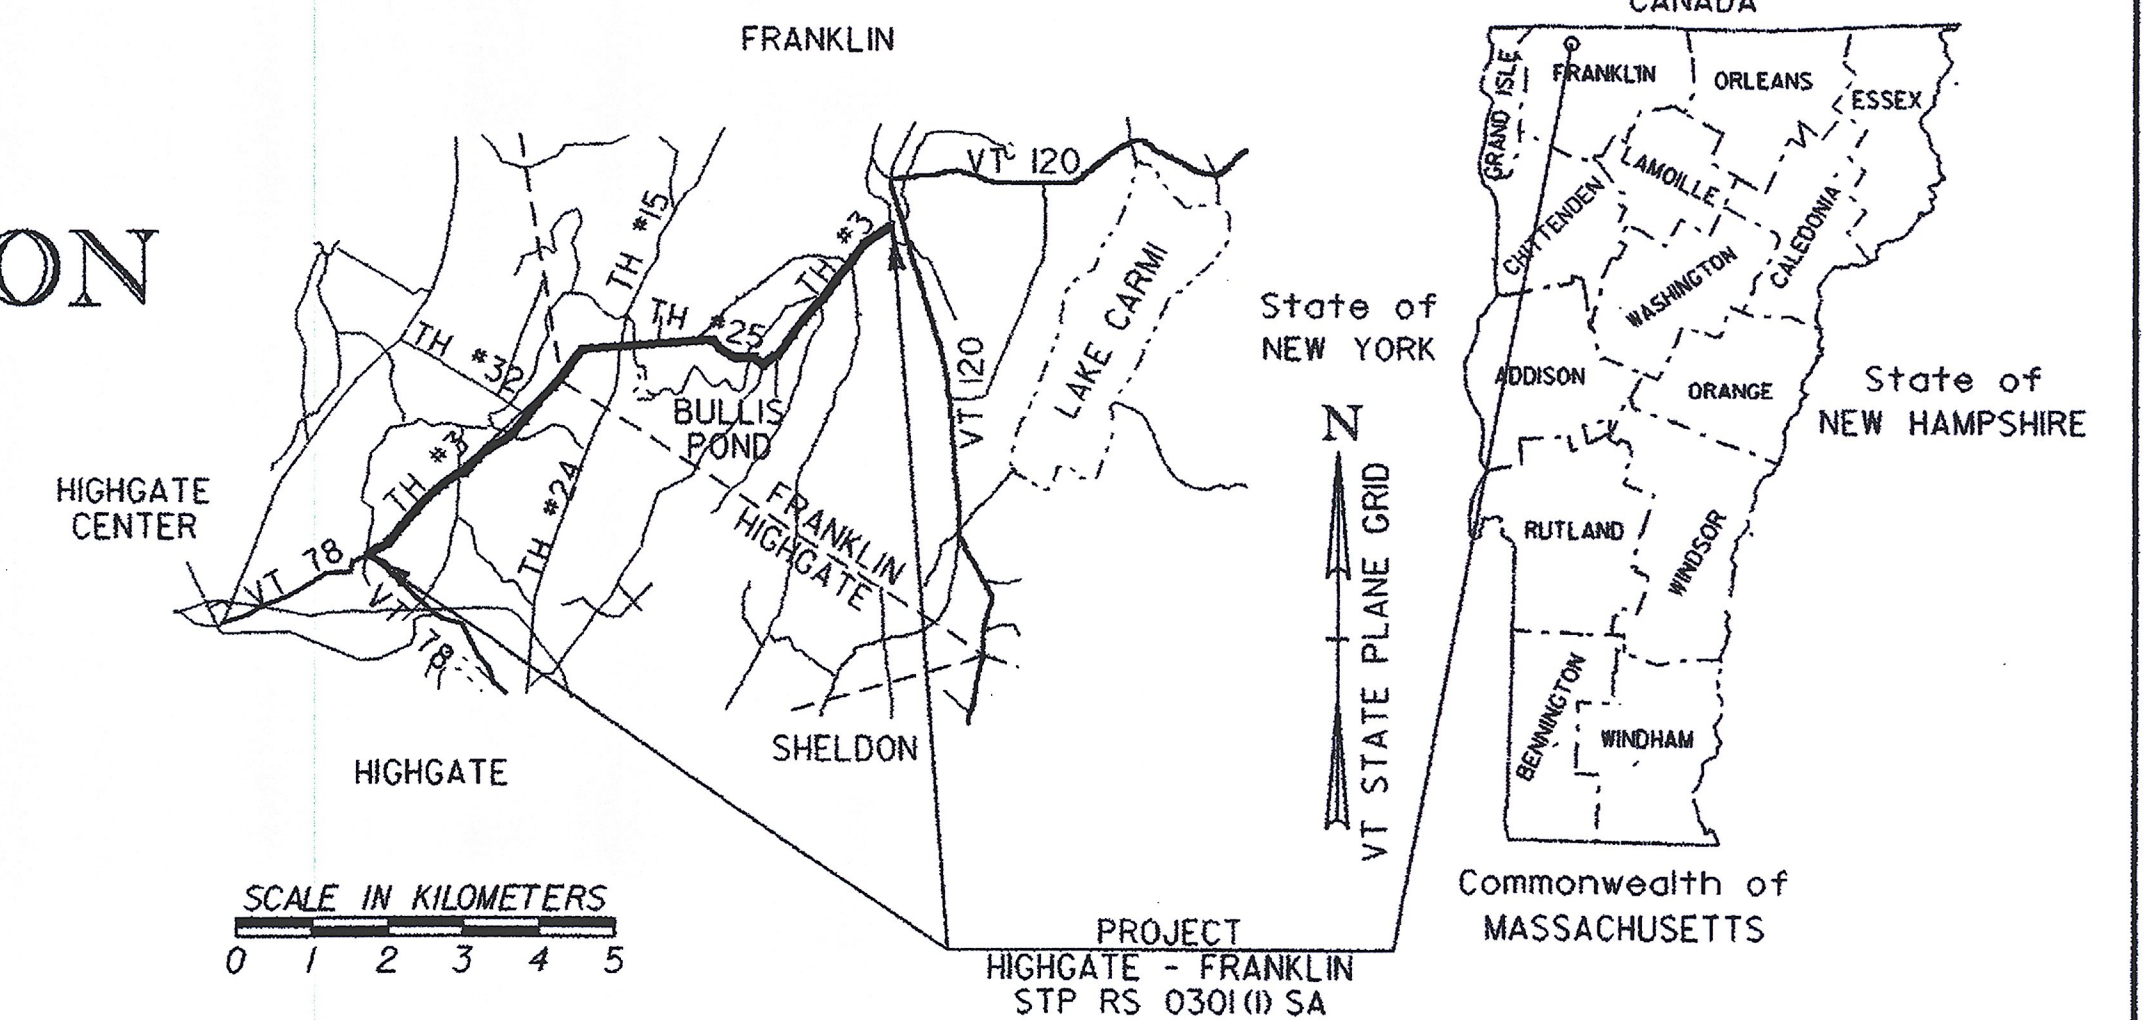 ON
FRANKLIN
VT 120
TH #15
TH #3
TH #25
TH #32
BULLIS
POND
LAKE CARMI
VT 120
TH #3
TH #24
FRANKLIN
HIGHGATE
HIGHGATE
CENTER
VT 78
VT 78
SHELDON
HIGHGATE
SCALE IN KILOMETERS
0 1 2 3 4 5
PROJECT
HIGHGATE - FRANKLIN
STP RS 0301(1) SA
N
VT STATE PLANE GRID
CANADA
GRAND ISLE
FRANKLIN
ORLEANS
ESSEX
LAMOILLE
CHITTENDEN
CALEDONIA
WASHINGTON
State of
NEW YORK
ADDISON
ORANGE
State of
NEW HAMPSHIRE
RUTLAND
WINDSOR
BENNINGTON
WINDHAM
Commonwealth of
MASSACHUSETTS